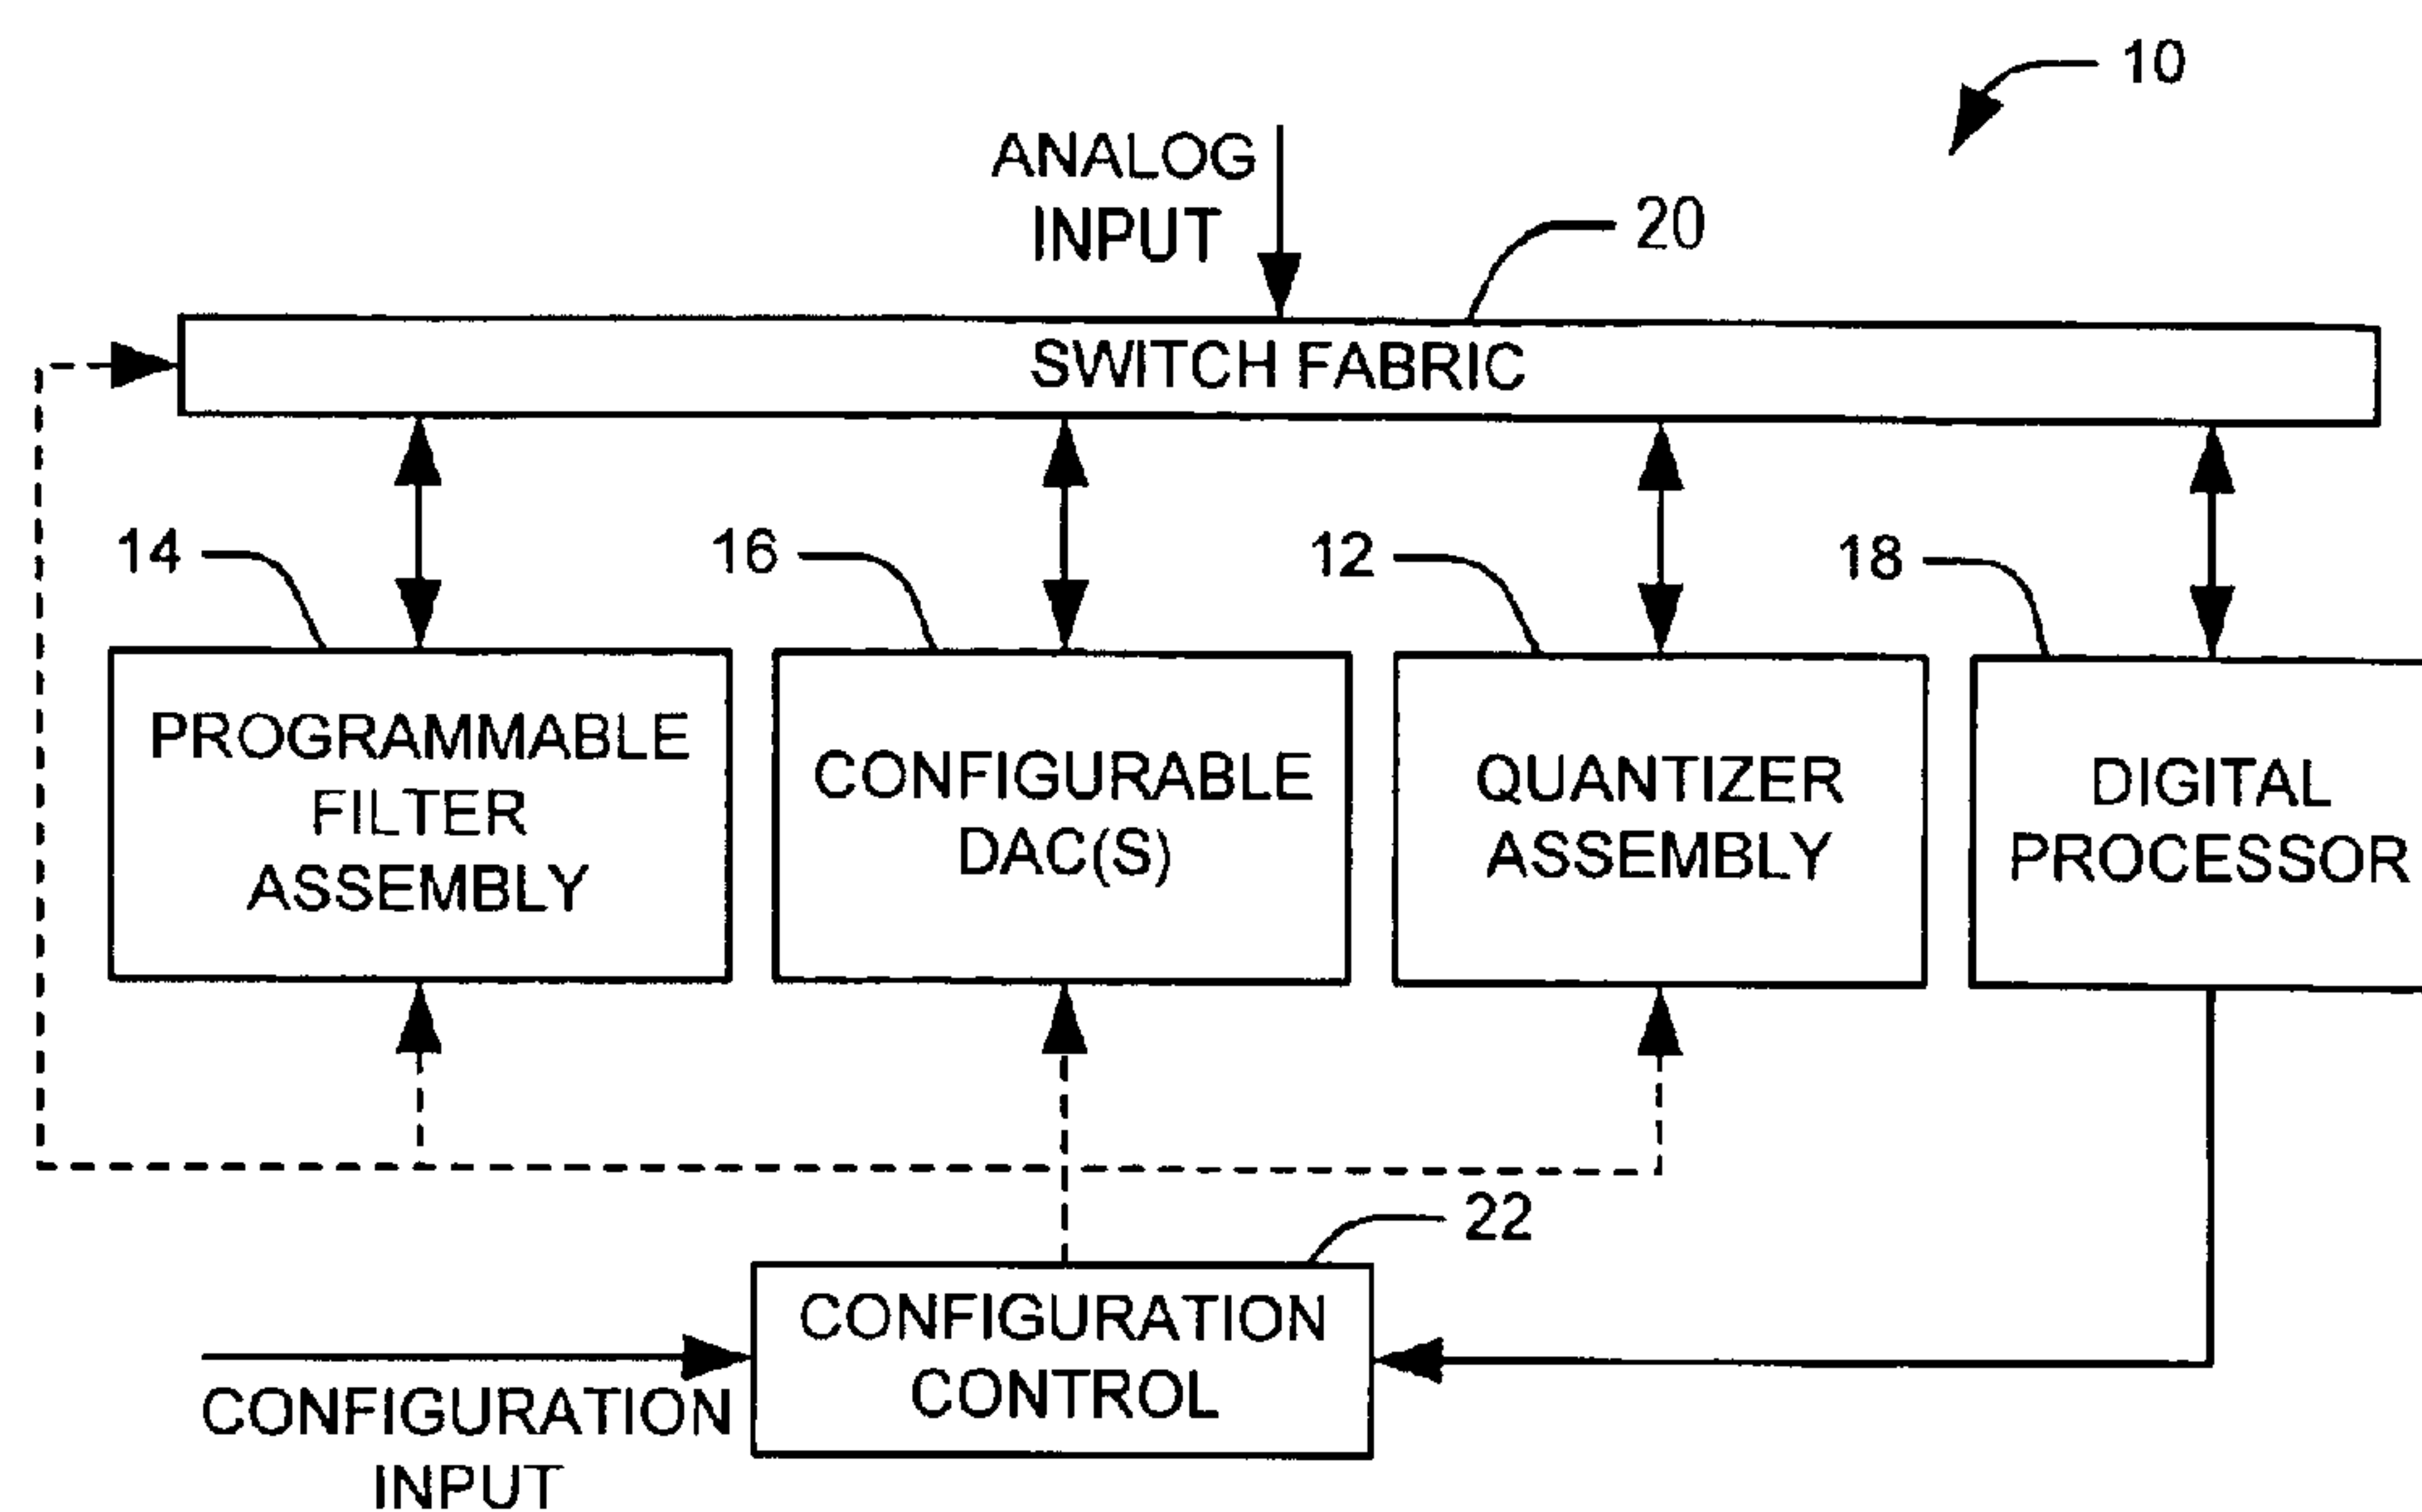 10
ANALOG
INPUT
20
SWITCH FABRIC
14
16
12
18
PROGRAMMABLE
FILTER
ASSEMBLY
CONFIGURABLE
DAC(S)
QUANTIZER
ASSEMBLY
DIGITAL
PROCESSOR
22
CONFIGURATION
CONTROL
CONFIGURATION
INPUT